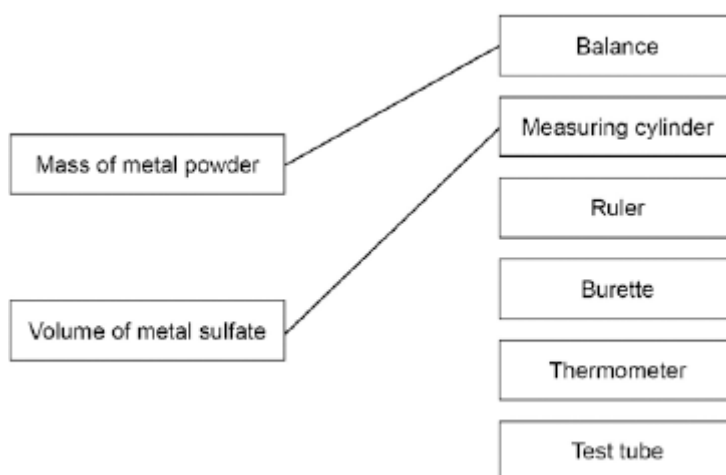 Balance
Mass of metal powder
Measuring cylinder
Ruler
Volume of metal sulfate
Burette
Thermometer
Test tube